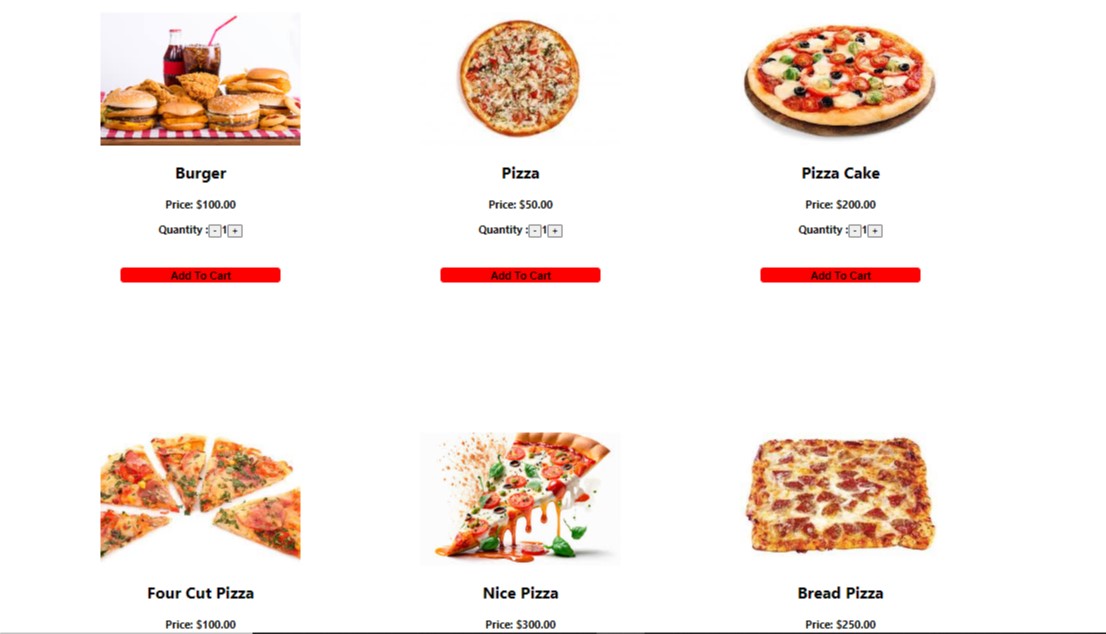 Burger Pizza Pizza Cake
Price: $100.00 Price: $50.00 Price: $200.00
Quantity :-1+ Quantity :-1+ Quantity :-1+
Add To Cart Add To Cart Add To Cart
Four Cut Pizza Nice Pizza Bread Pizza
Price: $100.00 Price: $300.00 Price: $250.00